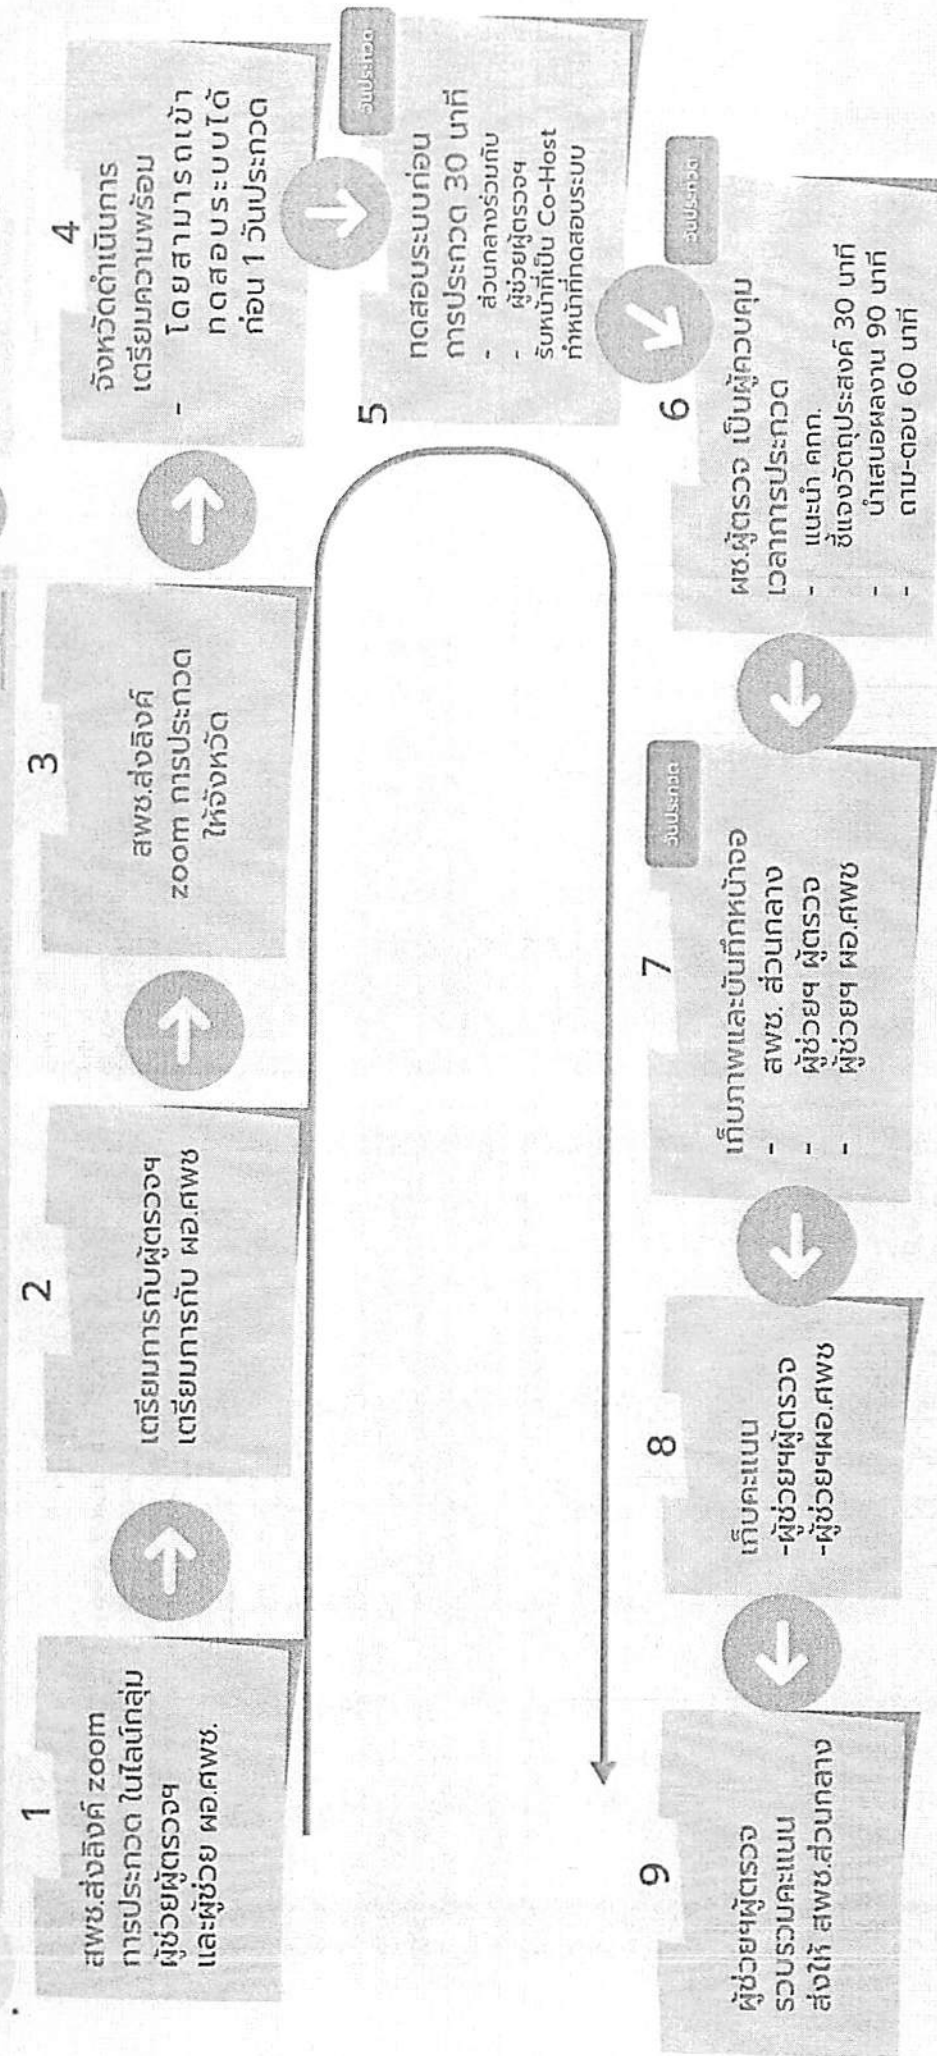 1
สพช.ส่งลิงค์ zoom
การประกวด ในไลน์กลุ่ม
ผู้ช่วยผู้ตรวจฯ
และผู้ช่วย ผอ.ศพช.
2
เตรียมการกับผู้ตรวจฯ
เตรียมการกับ ผอ.ศพช
3
สพช.ส่งลิงค์
zoom การประกวด
ให้จังหวัด
4
จังหวัดดำเนินการ
เตรียมความพร้อม
- โดยสามารถเข้า
ทดสอบระบบได้
ก่อน 1 วันประกวด
วันประกวด
5
ทดสอบระบบก่อน
การประกวด 30 นาที
- ส่วนกลางร่วมกับ
- ผู้ช่วยผู้ตรวจฯ
รับหน้าที่เป็น Co-Host
ทำหน้าที่ทดสอบระบบ
วันประกวด
6
ผช.ผู้ตรวจ เป็นผู้ควบคุม
เวลาการประกวด
- แนะนำ คกก.
ชี้แจงวัตถุประสงค์ 30 นาที
- นำเสนอผลงาน 90 นาที
- ถาม-ตอบ 60 นาที
วันประกวด
7
เก็บภาพและบันทึกหน้าจอ
- สพช. ส่วนกลาง
- ผู้ช่วยฯ ผู้ตรวจ
- ผู้ช่วยฯ ผอ.ศพช
8
เก็บคะแนน
-ผู้ช่วยฯผู้ตรวจ
-ผู้ช่วยฯผอ.ศพช
9
ผู้ช่วยฯผู้ตรวจ
รวบรวมคะแนน
ส่งให้ สพช.ส่วนกลาง